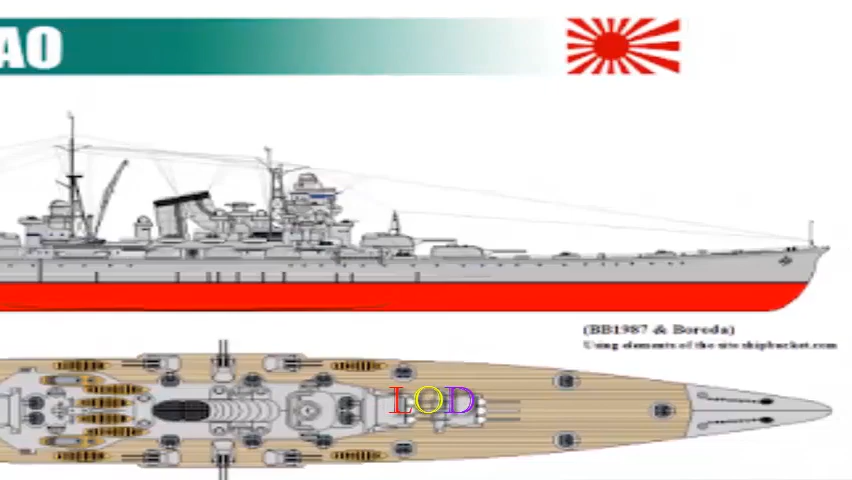 AO
(BB1987 & Boroda)
Using elements of the site shipbucket.com
LOD